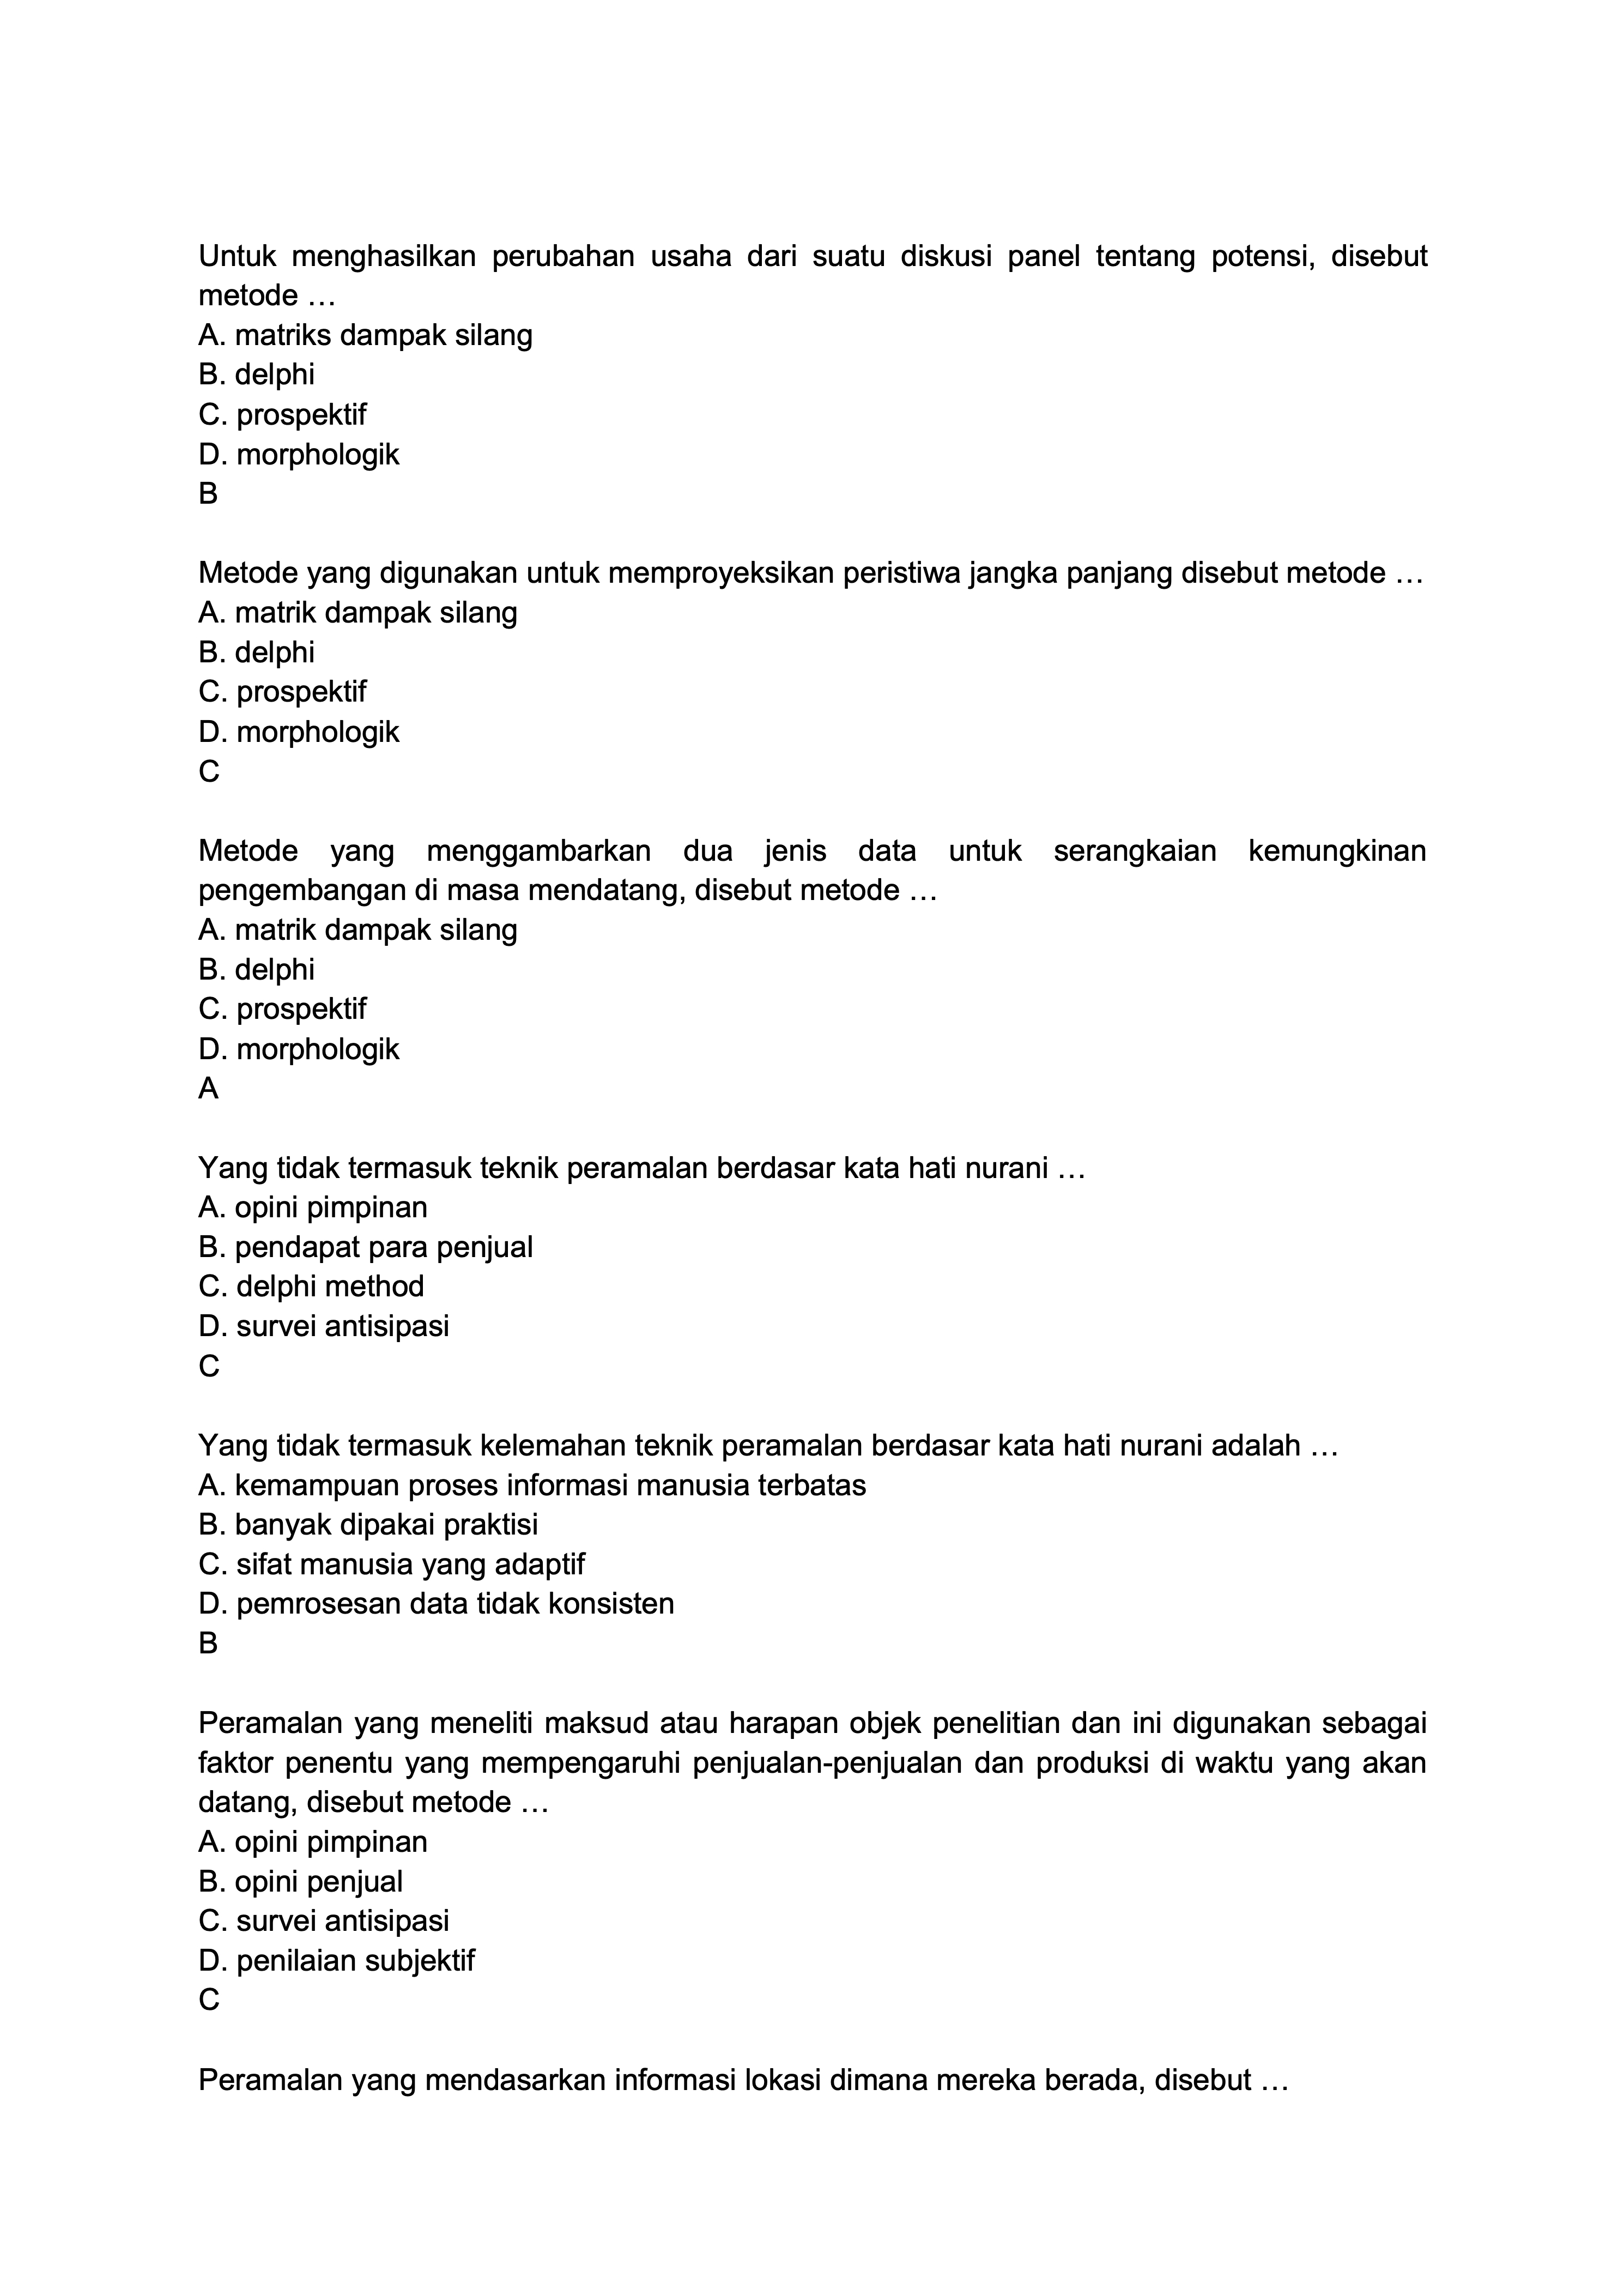 Untuk menghasilkan perubahan usaha dari suatu diskusi panel tentang potensi, disebut
metode …
A. matriks dampak silang
B. delphi
C. prospektif
D. morphologik
B
Metode yang digunakan untuk memproyeksikan peristiwa jangka panjang disebut metode …
A. matrik dampak silang
B. delphi
C. prospektif
D. morphologik
C
Metode yang menggambarkan dua jenis data untuk serangkaian kemungkinan
pengembangan di masa mendatang, disebut metode …
A. matrik dampak silang
B. delphi
C. prospektif
D. morphologik
A
Yang tidak termasuk teknik peramalan berdasar kata hati nurani …
A. opini pimpinan
B. pendapat para penjual
C. delphi method
D. survei antisipasi
C
Yang tidak termasuk kelemahan teknik peramalan berdasar kata hati nurani adalah …
A. kemampuan proses informasi manusia terbatas
B. banyak dipakai praktisi
C. sifat manusia yang adaptif
D. pemrosesan data tidak konsisten
B
Peramalan yang meneliti maksud atau harapan objek penelitian dan ini digunakan sebagai
faktor penentu yang mempengaruhi penjualan-penjualan dan produksi di waktu yang akan
datang, disebut metode …
A. opini pimpinan
B. opini penjual
C. survei antisipasi
D. penilaian subjektif
C
Peramalan yang mendasarkan informasi lokasi dimana mereka berada, disebut …